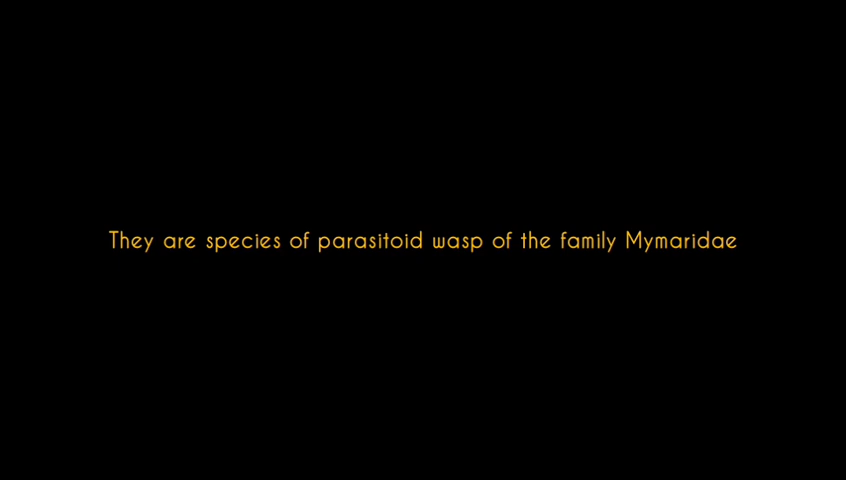 They are species of parasitoid wasp of the family Mymaridae